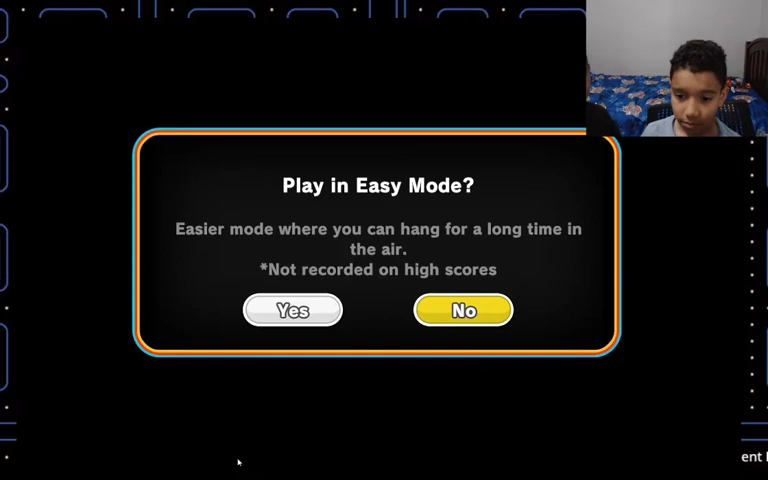 Play in Easy Mode?
Easier mode where you can hang for a long time in
the air.
*Not recorded on high scores
Yes
No
ent